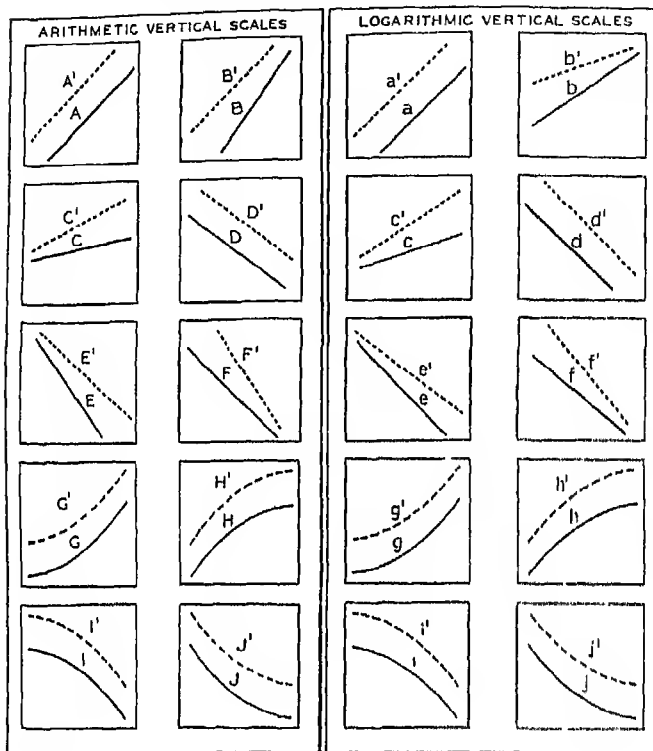 ARITHMETIC VERTICAL SCALES
A'
A
B'
B
C'
C
D'
D
E'
E
F'
F
G'
G
H'
H
I'
I
J'
J
LOGARITHMIC VERTICAL SCALES
a'
a
b'
b
c'
c
d'
d
e'
e
f'
f
g'
g
h'
h
i'
i
j'
j